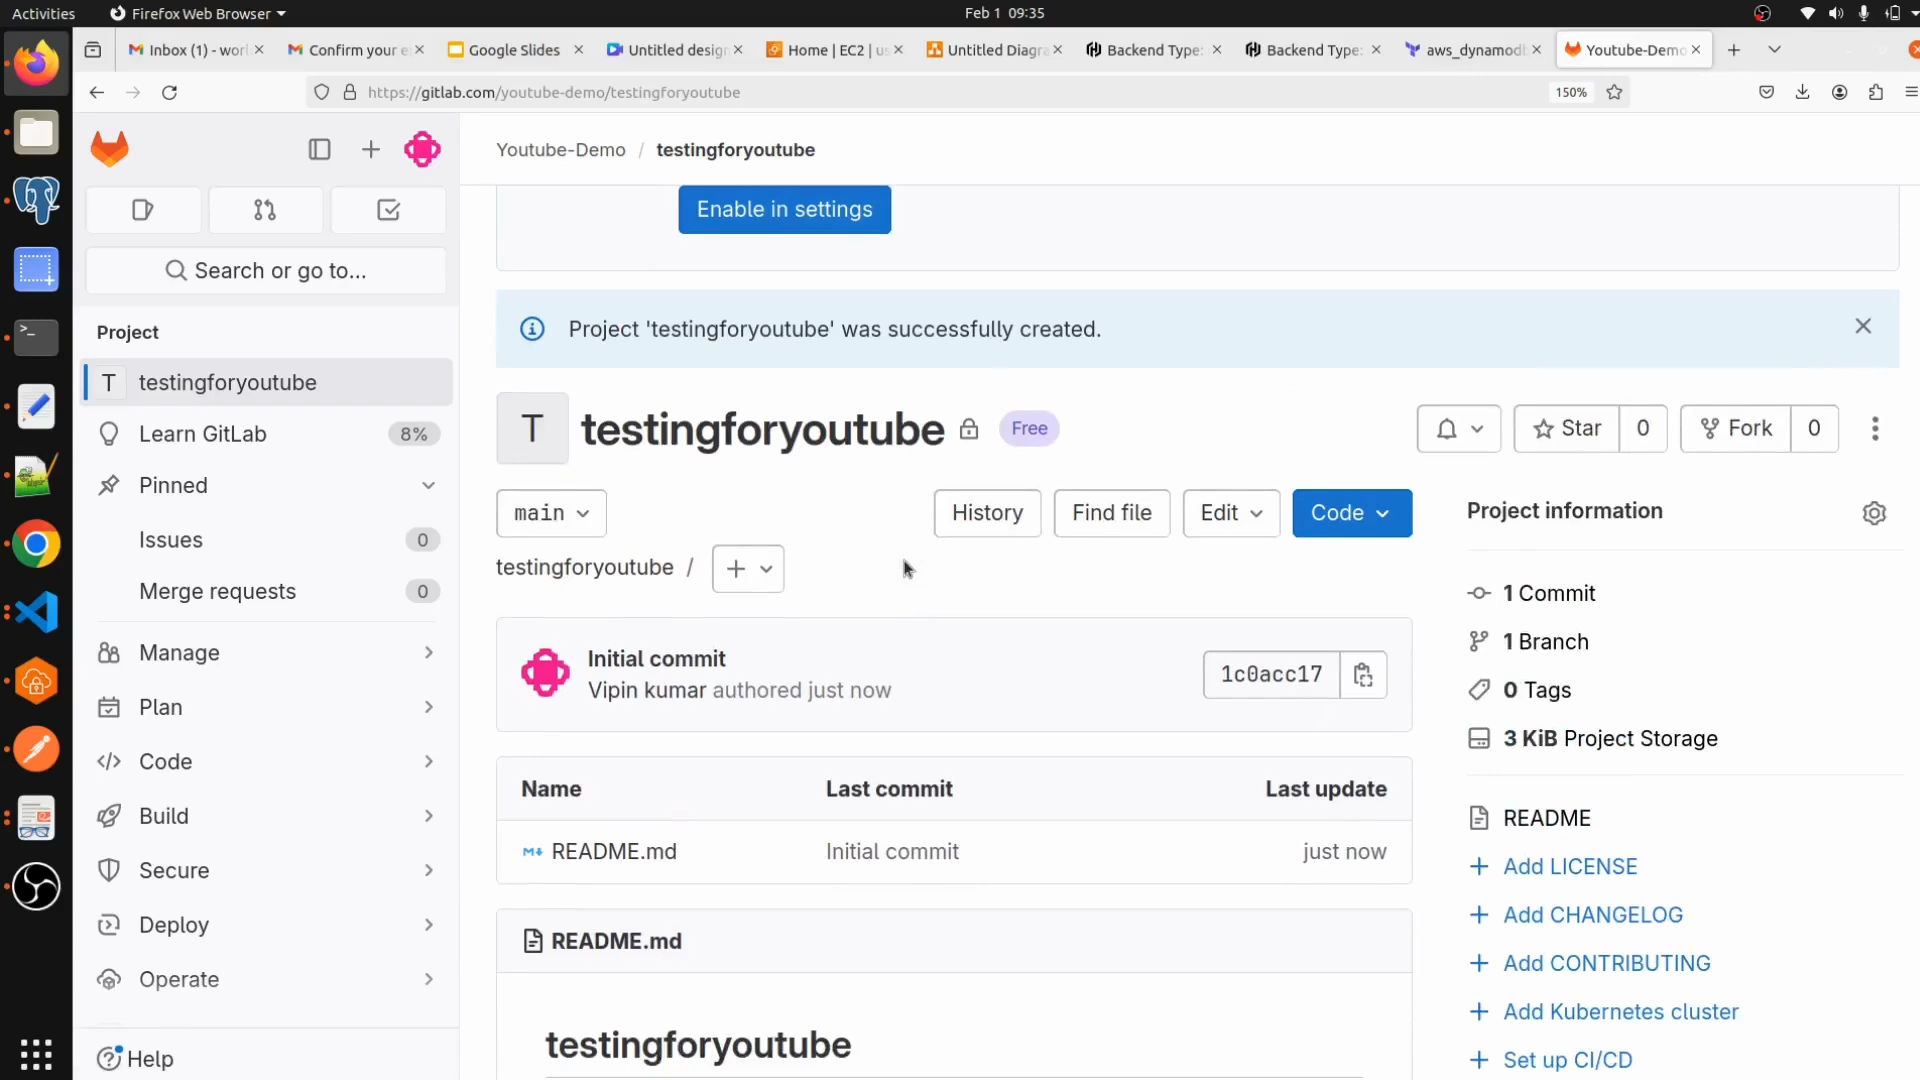 Activities
Firefox Web Browser
Feb 1 09:35
Inbox (1) - wor
Confirm your e
Google Slides
Untitled desig
Home | EC2 | us
Untitled Diagra
Backend Type:
Backend Type:
aws_dynamodb
Youtube-Demo
https://gitlab.com/youtube-demo/testingforyoutube
150%
Youtube-Demo / testingforyoutube
Search or go to...
Project
T testingforyoutube
Learn GitLab 8%
Pinned
Issues 0
Merge requests 0
Manage
Plan
Code
Build
Secure
Deploy
Operate
Help
Enable in settings
Project 'testingforyoutube' was successfully created.
T testingforyoutube Free
Star 0
Fork 0
main
History
Find file
Edit
Code
testingforyoutube / +
Initial commit
Vipin kumar authored just now
1c0acc17
Name Last commit Last update
README.md Initial commit just now
README.md
testingforyoutube
Project information
1 Commit
1 Branch
0 Tags
3 KiB Project Storage
README
+ Add LICENSE
+ Add CHANGELOG
+ Add CONTRIBUTING
+ Add Kubernetes cluster
+ Set up CI/CD